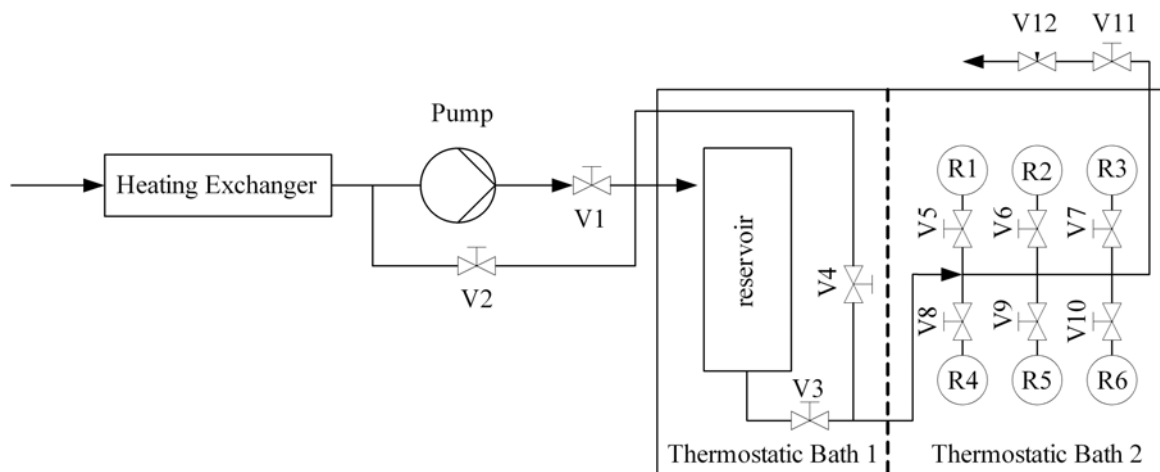 V12
V11
Pump
Heating Exchanger
V1
V2
reservoir
V4
V3
R1
R2
R3
V5
V6
V7
V8
V9
V10
R4
R5
R6
Thermostatic Bath 1
Thermostatic Bath 2